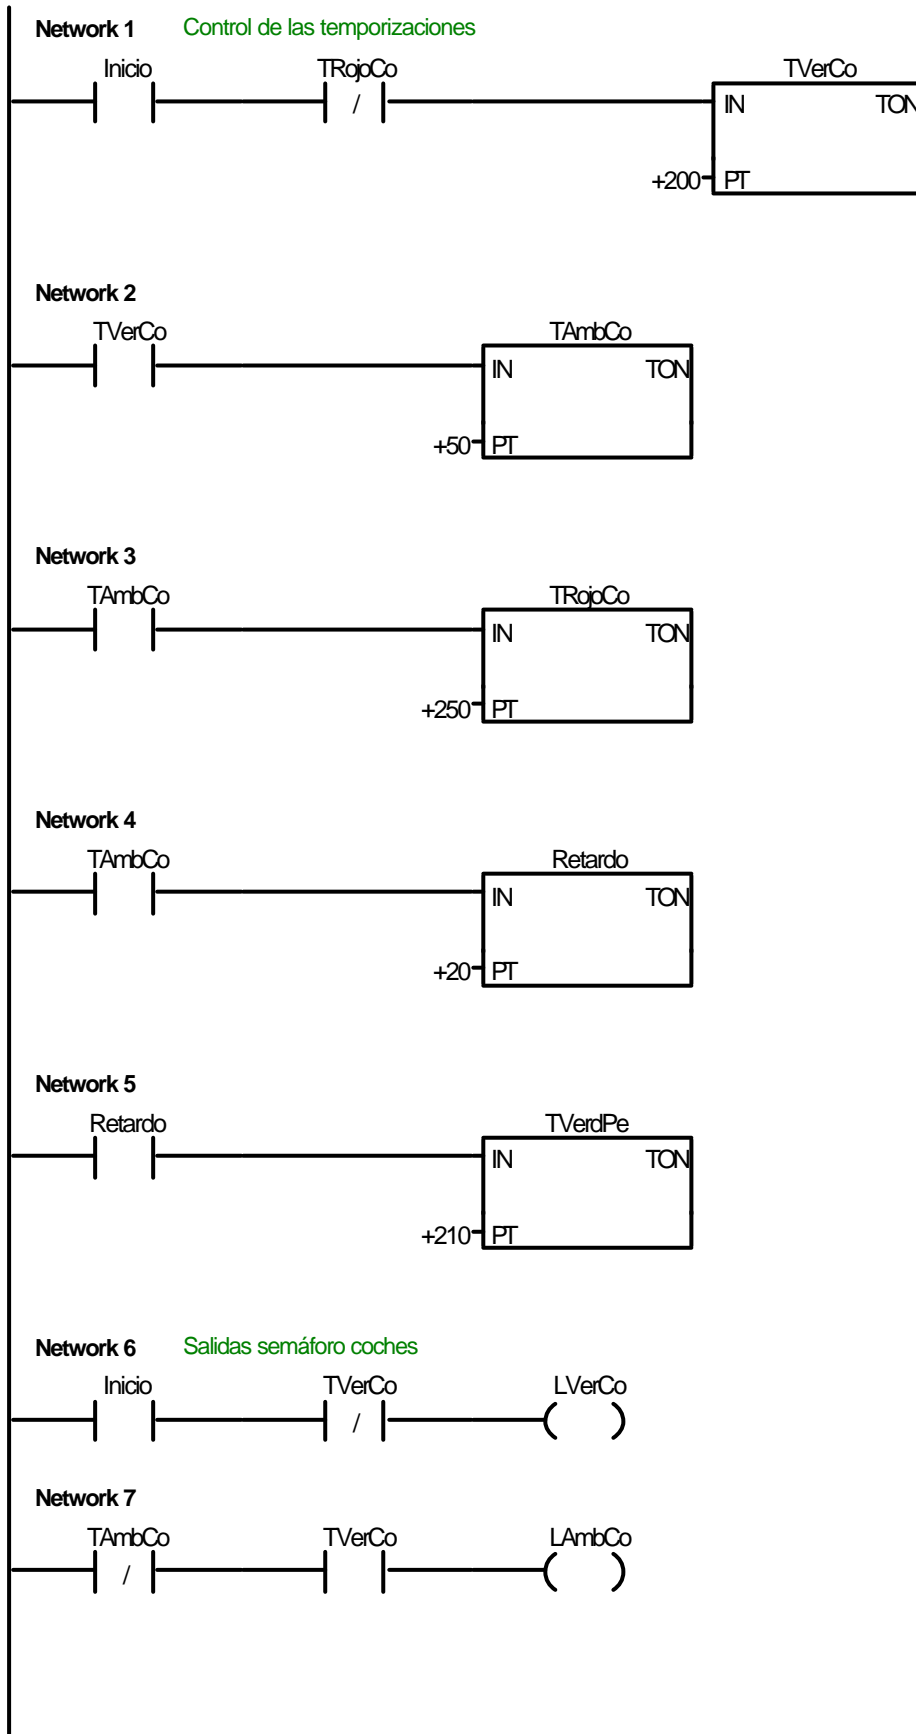 Network 1 Control de las temporizaciones
Inicio TRojoCo TVerCo
/ IN TON
+200 PT
Network 2
TVerCo TAmbCo
IN TON
+50 PT
Network 3
TAmbCo TRojoCo
IN TON
+250 PT
Network 4
TAmbCo Retardo
IN TON
+20 PT
Network 5
Retardo TVerdPe
IN TON
+210 PT
Network 6 Salidas semáforo coches
Inicio TVerCo LVerCo
/
Network 7
TAmbCo TVerCo LAmbCo
/